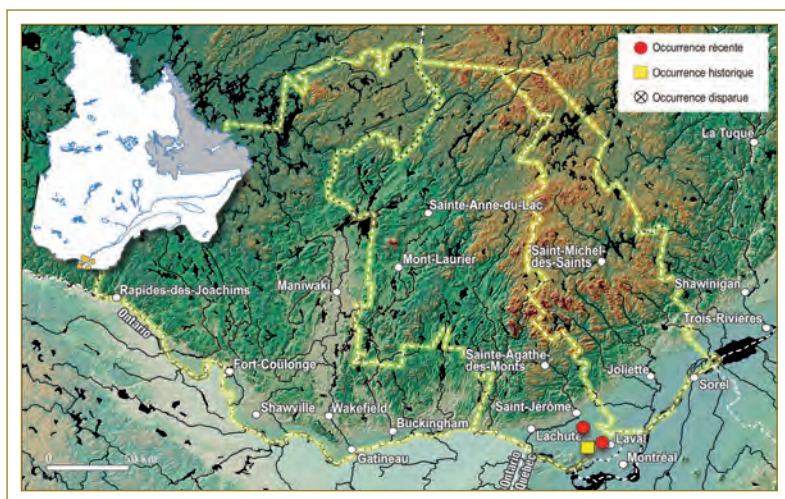 Occurrence récente
Occurrence historique
Occurrence disparue
La Tuque
Sainte-Anne-du-Lac
Saint-Michel-
des-Saints
Mont-Laurier
Maniwaki
Rapides-des-Joachims
Shawinigan
Trois-Rivières
Ontario
Fort-Coulonge
Sainte-Agathe-
des-Monts
Joliette
Sorel
Shawville
Wakefield
Buckingham
Saint-Jérôme
Lachute
Laval
Gatineau
Montréal
Ontario
Québec
0 50 km